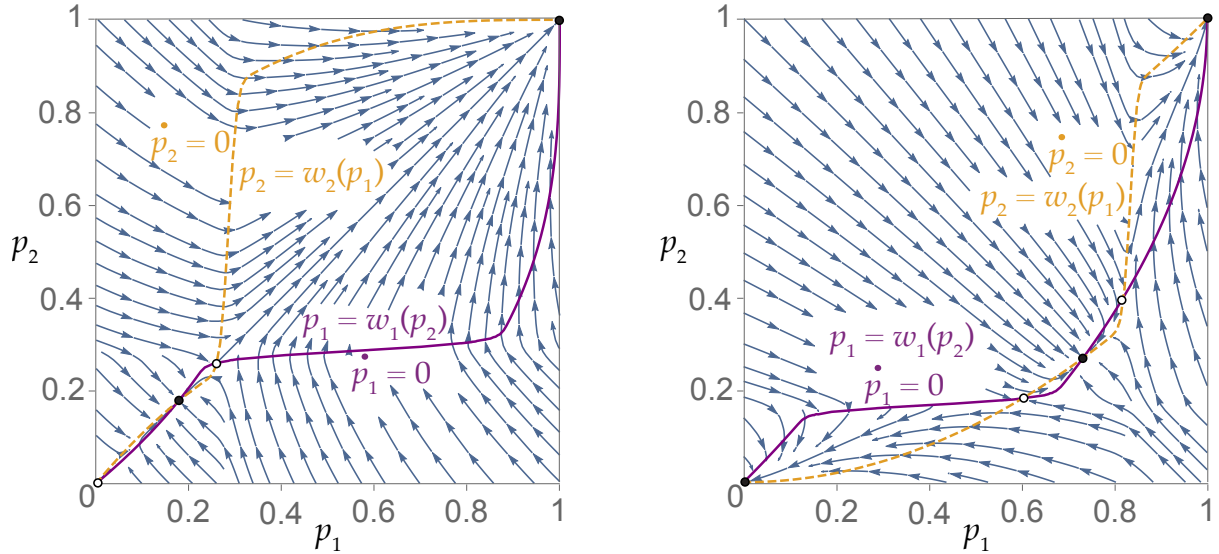 1
0.8
0.6
0.4
0.2
0
p₂
ṗ₂ = 0
p₂ = w₂(p₁)
p₁ = w₁(p₂)
ṗ₁ = 0
0.2
0.4
0.6
0.8
1
p₁
1
0.8
0.6
0.4
0.2
0
p₂
ṗ₂ = 0
p₂ = w₂(p₁)
p₁ = w₁(p₂)
ṗ₁ = 0
0.2
0.4
0.6
0.8
1
p₁